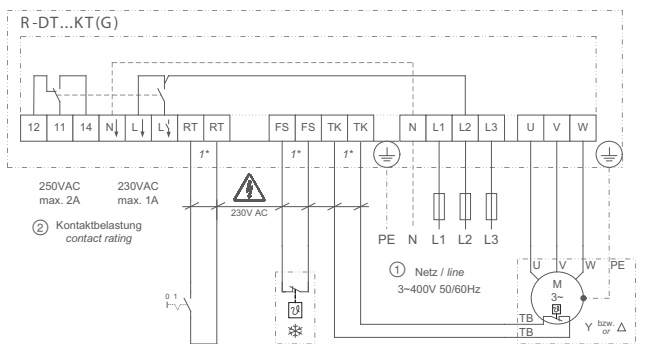 R-DT...KT(G)
12 11 14 N L L RT RT FS FS TK TK N L1 L2 L3 U V W
1* 1* 1*
250VAC 230VAC
max. 2A max. 1A
230V AC
2 Kontaktbelastung
contact rating
PE N L1 L2 L3
1 Netz / line
3~400V 50/60Hz
U V W PE
M
3~
ϑ
0 1
ϑ
TB
TB
Y bzw. or Δ